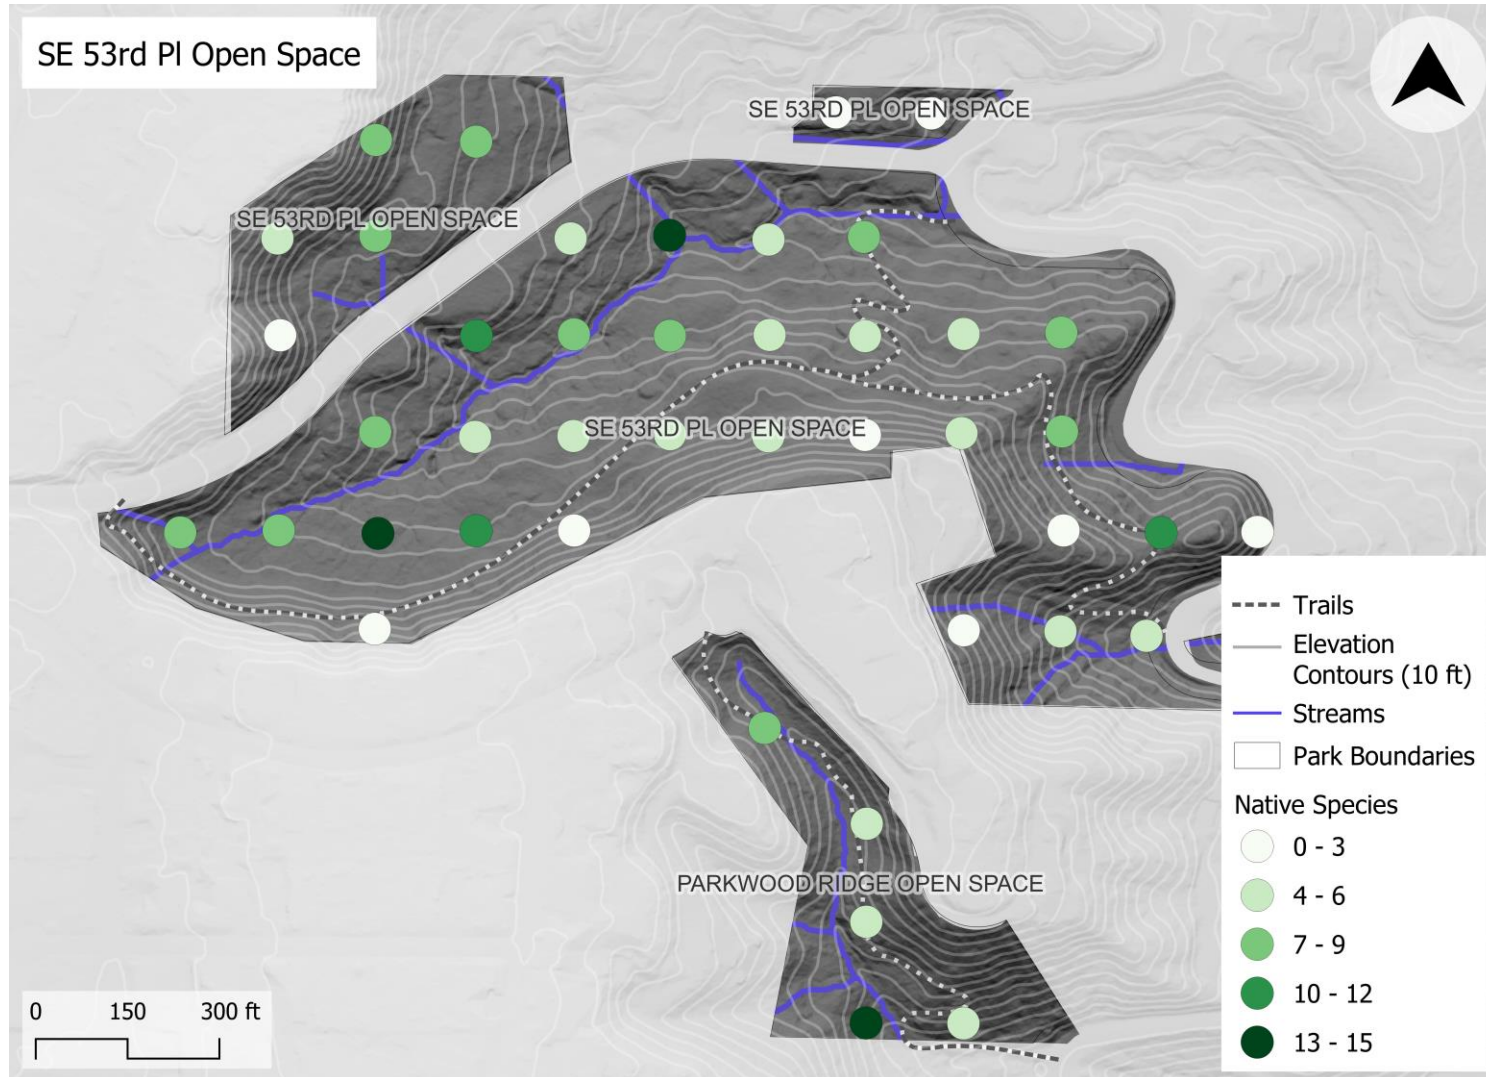 SE 53rd Pl Open Space
SE 53RD PL OPEN SPACE
SE 53RD PL OPEN SPACE
SE 53RD PL OPEN SPACE
PARKWOOD RIDGE OPEN SPACE
Trails
Elevation
Contours (10 ft)
Streams
Park Boundaries
Native Species
0 - 3
4 - 6
7 - 9
10 - 12
13 - 15
0 150 300 ft